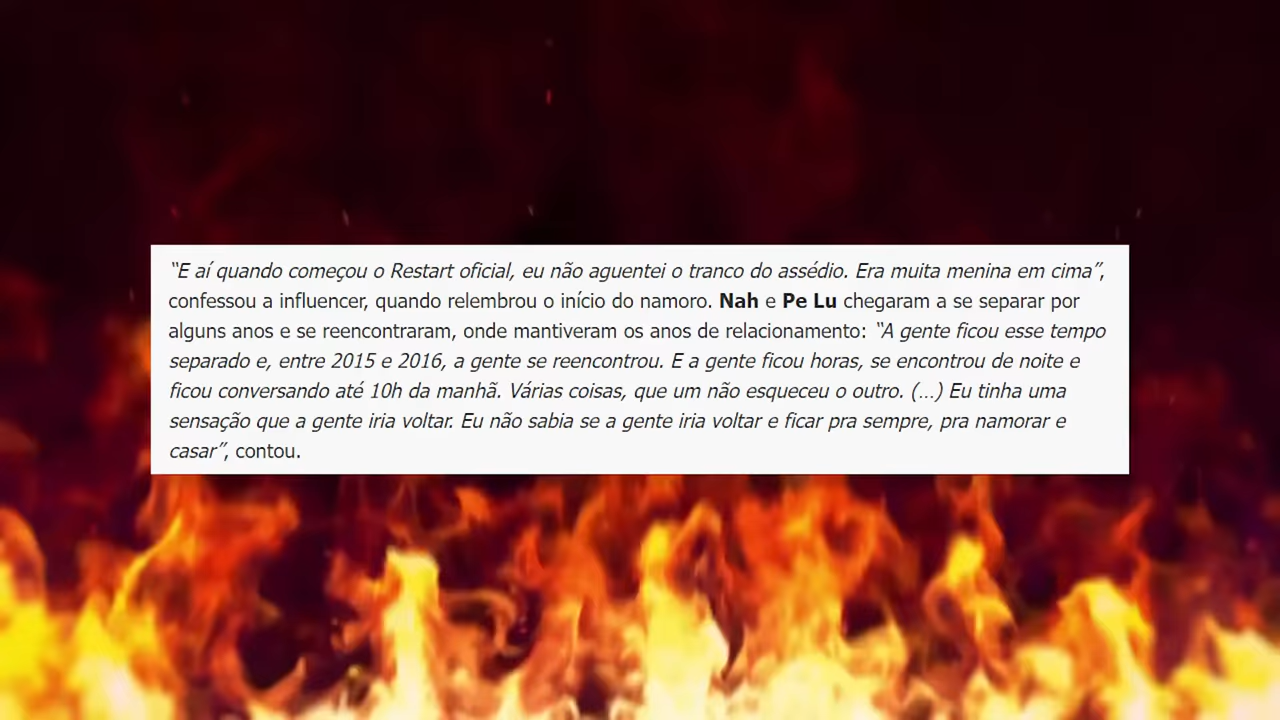 “E aí quando começou o Restart oficial, eu não aguentei o tranco do assédio. Era muita menina em cima”,
confessou a influencer, quando relembrou o início do namoro. Nah e Pe Lu chegaram a se separar por
alguns anos e se reencontraram, onde mantiveram os anos de relacionamento: “A gente ficou esse tempo
separado e, entre 2015 e 2016, a gente se reencontrou. E a gente ficou horas, se encontrou de noite e
ficou conversando até 10h da manhã. Várias coisas, que um não esqueceu o outro. (…) Eu tinha uma
sensação que a gente iria voltar. Eu não sabia se a gente iria voltar e ficar pra sempre, pra namorar e
casar”, contou.